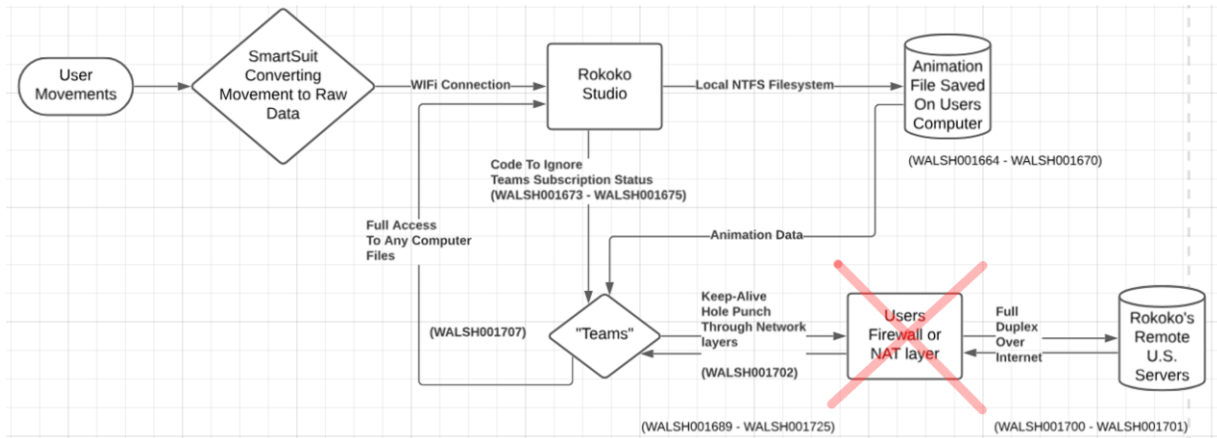 User
Movements
SmartSuit
Converting
Movement to Raw
Data
WIFi Connection
Rokoko
Studio
Local NTFS Filesystem
Animation
File Saved
On Users
Computer
(WALSH001664 - WALSH001670)
Code To Ignore
Teams Subscription Status
(WALSH001673 - WALSH001675)
Full Access
To Any Computer
Files
(WALSH001707)
Animation Data
"Teams"
Keep-Alive
Hole Punch
Through Network
layers
(WALSH001702)
Users
Firewall or
NAT layer
Full
Duplex
Over
Internet
Rokoko's
Remote
U.S.
Servers
(WALSH001689 - WALSH001725)
(WALSH001700 - WALSH001701)